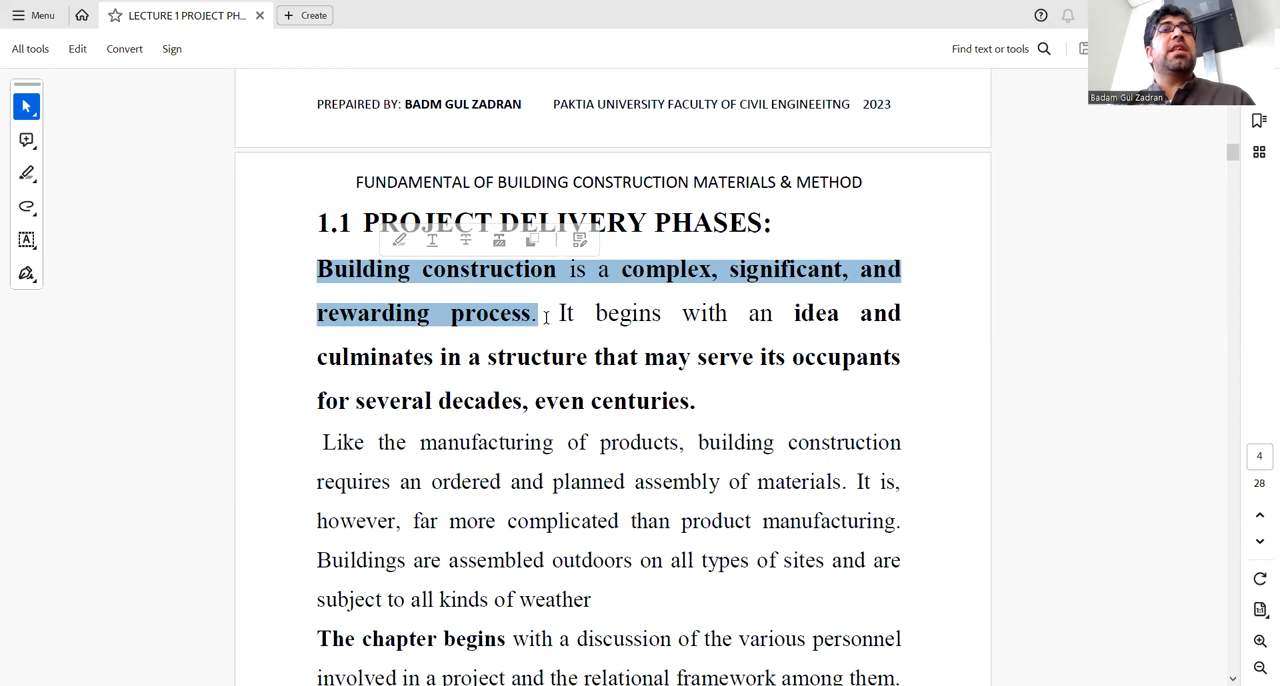 Menu
LECTURE 1 PROJECT PH...
Create
All tools
Edit
Convert
Sign
Find text or tools
Badam Gul Zadran
PREPAIRED BY: BADM GUL ZADRAN PAKTIA UNIVERSITY FACULTY OF CIVIL ENGINEEITNG 2023
FUNDAMENTAL OF BUILDING CONSTRUCTION MATERIALS & METHOD
1.1 PROJECT DELIVERY PHASES:
Building construction is a complex, significant, and
rewarding process. It begins with an idea and
culminates in a structure that may serve its occupants
for several decades, even centuries.
Like the manufacturing of products, building construction
requires an ordered and planned assembly of materials. It is,
however, far more complicated than product manufacturing.
Buildings are assembled outdoors on all types of sites and are
subject to all kinds of weather
The chapter begins with a discussion of the various personnel
involved in a project and the relational framework among them.
4
28